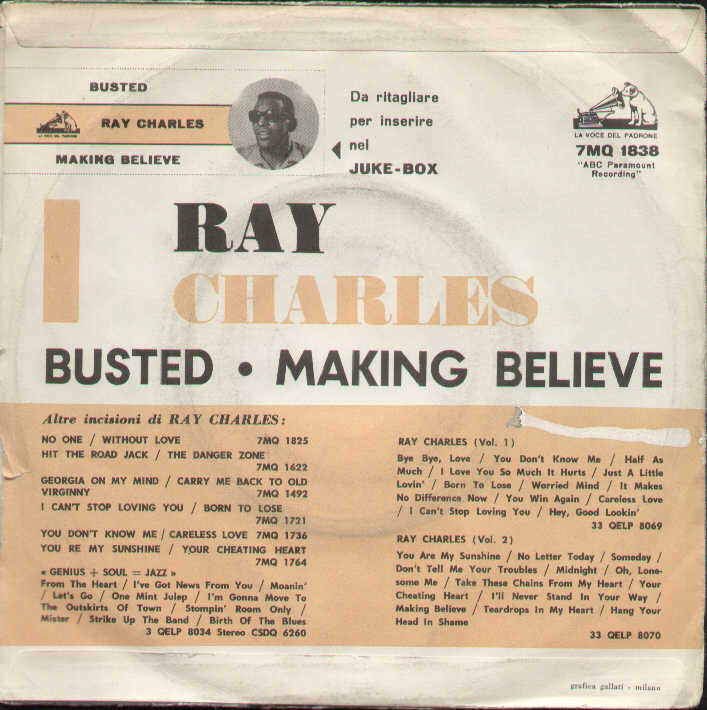 BUSTED
LA VOCE DEL PADRONE
RAY CHARLES
MAKING BELIEVE
Da ritagliare
per inserire
nel
JUKE-BOX
LA VOCE DEL PADRONE
7MQ 1838
"ABC Paramount
Recording"
RAY
CHARLES
BUSTED • MAKING BELIEVE
Altre incisioni di RAY CHARLES:
NO ONE / WITHOUT LOVE 7MQ 1825
HIT THE ROAD JACK / THE DANGER ZONE
7MQ 1622
GEORGIA ON MY MIND / CARRY ME BACK TO OLD
VIRGINNY 7MQ 1492
I CAN'T STOP LOVING YOU / BORN TO LOSE
7MQ 1721
YOU DON'T KNOW ME / CARELESS LOVE 7MQ 1736
YOU RE MY SUNSHINE / YOUR CHEATING HEART
7MQ 1764
« GENIUS + SOUL = JAZZ »
From The Heart / I've Got News From You / Moanin'
/ Let's Go / One Mint Julep / I'm Gonna Move To
The Outskirts Of Town / Stompin' Room Only /
Mister / Strike Up The Band / Birth Of The Blues
3 QELP 8034 Stereo CSDQ 6260
RAY CHARLES (Vol. 1)
Bye Bye, Love / You Don't Know Me / Half As
Much / I Love You So Much It Hurts / Just A Little
Lovin' / Born To Lose / Worried Mind / It Makes
No Difference Now / You Win Again / Careless Love
/ I Can't Stop Loving You / Hey, Good Lookin'
33 QELP 8069
RAY CHARLES (Vol. 2)
You Are My Sunshine / No Letter Today / Someday /
Don't Tell Me Your Troubles / Midnight / Oh, Lone-
some Me / Take These Chains From My Heart / Your
Cheating Heart / I'll Never Stand In Your Way /
Making Believe / Teardrops In My Heart / Hang Your
Head In Shame
33 QELP 8070
grafica gallati - milano